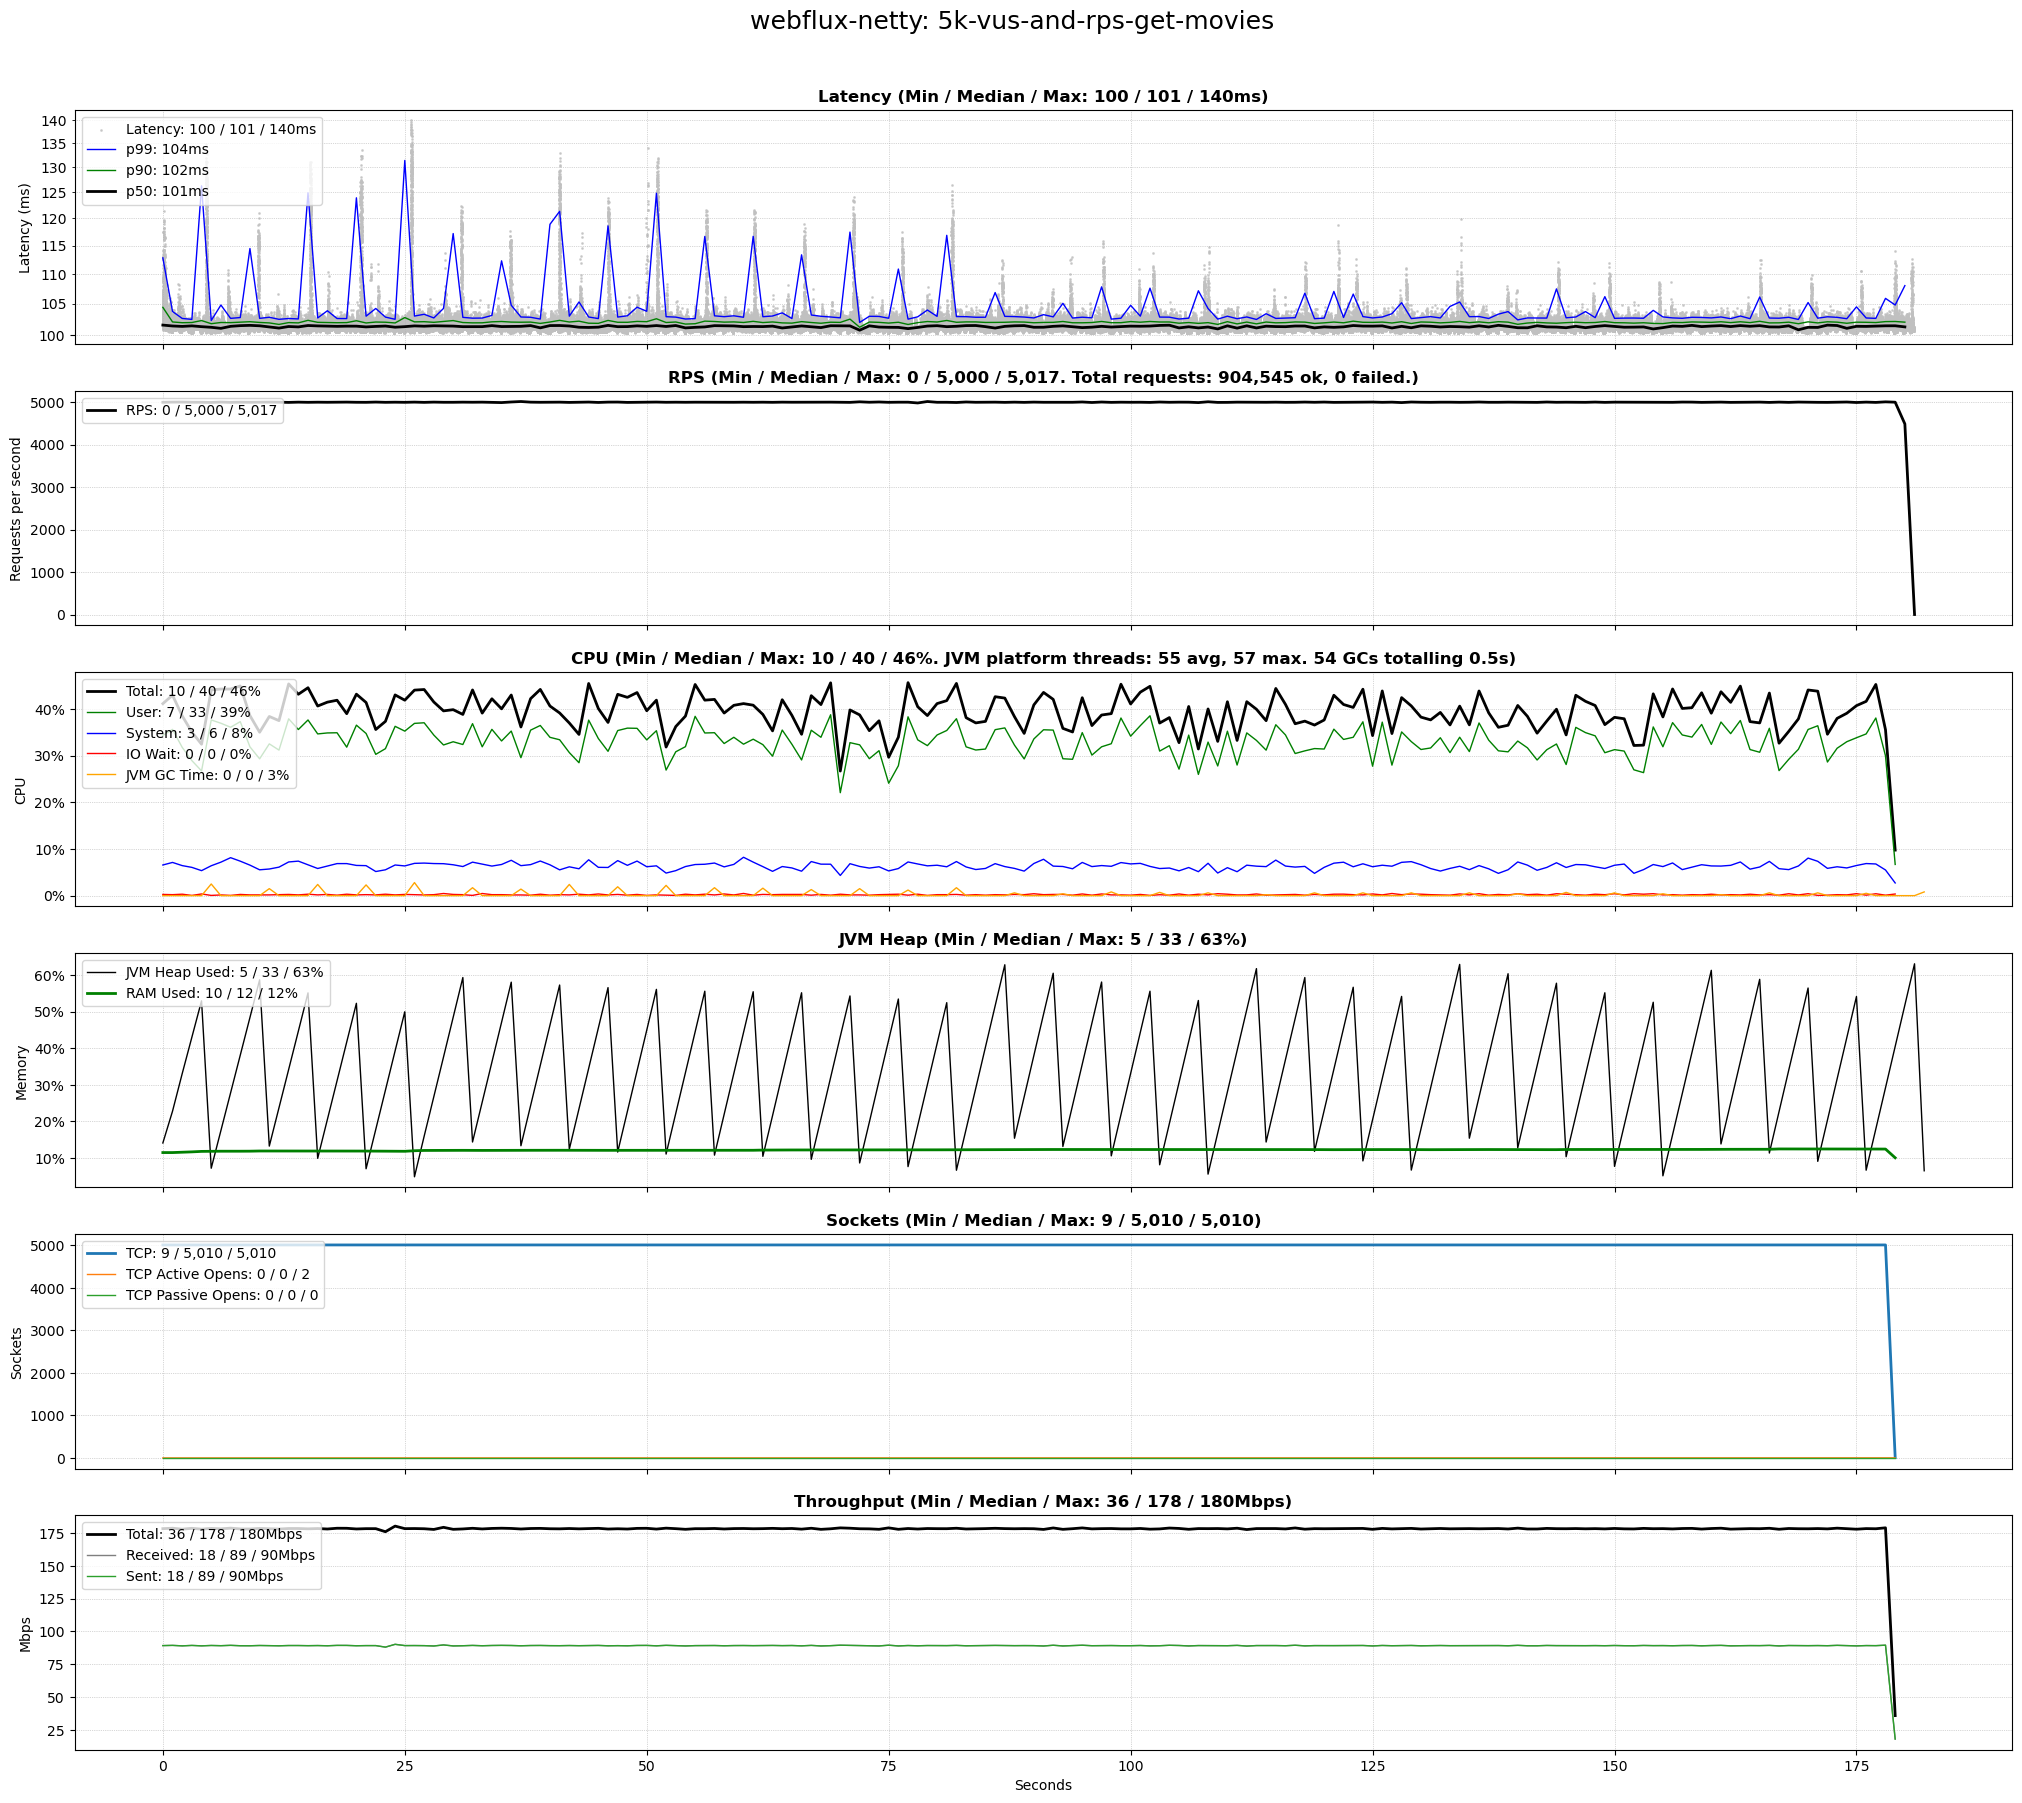 webflux-netty: 5k-vus-and-rps-get-movies
Latency (Min / Median / Max: 100 / 101 / 140ms)
Latency (ms)
140
135
130
125
120
115
110
105
100
Latency: 100 / 101 / 140ms
p99: 104ms
p90: 102ms
p50: 101ms
RPS (Min / Median / Max: 0 / 5,000 / 5,017. Total requests: 904,545 ok, 0 failed.)
Requests per second
5000
4000
3000
2000
1000
0
RPS: 0 / 5,000 / 5,017
CPU (Min / Median / Max: 10 / 40 / 46%. JVM platform threads: 55 avg, 57 max. 54 GCs totalling 0.5s)
CPU
40%
30%
20%
10%
0%
Total: 10 / 40 / 46%
User: 7 / 33 / 39%
System: 3 / 6 / 8%
IO Wait: 0 / 0 / 0%
JVM GC Time: 0 / 0 / 3%
JVM Heap (Min / Median / Max: 5 / 33 / 63%)
Memory
60%
50%
40%
30%
20%
10%
JVM Heap Used: 5 / 33 / 63%
RAM Used: 10 / 12 / 12%
Sockets (Min / Median / Max: 9 / 5,010 / 5,010)
Sockets
5000
4000
3000
2000
1000
0
TCP: 9 / 5,010 / 5,010
TCP Active Opens: 0 / 0 / 2
TCP Passive Opens: 0 / 0 / 0
Throughput (Min / Median / Max: 36 / 178 / 180Mbps)
Mbps
175
150
125
100
75
50
25
Total: 36 / 178 / 180Mbps
Received: 18 / 89 / 90Mbps
Sent: 18 / 89 / 90Mbps
0 25 50 75 100 125 150 175
Seconds